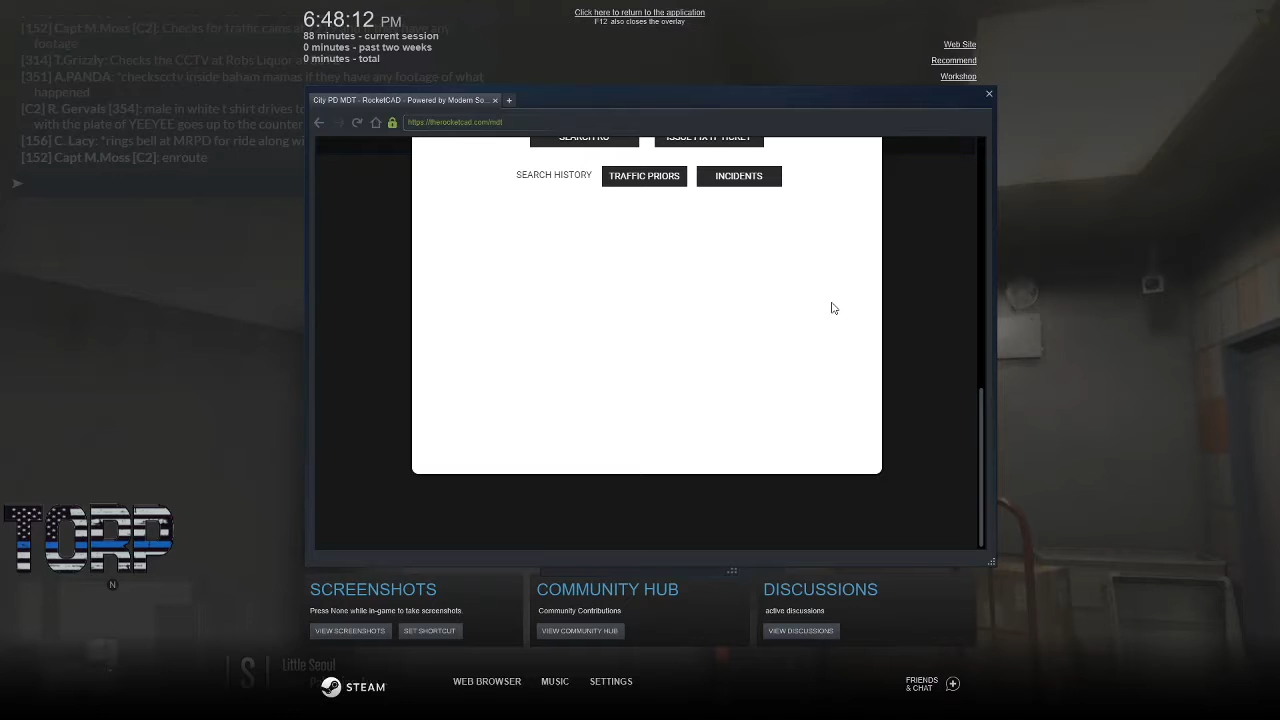 6:48:12 PM
88 minutes - current session
0 minutes - past two weeks
0 minutes - total
Click here to return to the application
F12 also closes the overlay
Web Site
Recommend
Workshop
[152] Capt M.Moss [C2]: Checks for traffic cams
footage
[314] T.Grizzly: Checks the CCTV at Robs Liquor
[351] A.PANDA: *checkscctv inside baham mamas if they have any footage of what
happened
[C2] R. Gervais [354]: male in white t shirt drives to
with the plate of YEEYEE goes up to the counter
[156] C. Lacy: *rings bell at MRPD for ride along wi
[152] Capt M.Moss [C2]: enroute
City PD MDT - RocketCAD - Powered by Modern So...
https://therocketcad.com/mdt
SEARCH HISTORY
TRAFFIC PRIORS
INCIDENTS
TORP
N
SCREENSHOTS
Press None while in-game to take screenshots.
VIEW SCREENSHOTS
SET SHORTCUT
COMMUNITY HUB
Community Contributions
VIEW COMMUNITY HUB
DISCUSSIONS
active discussions
VIEW DISCUSSIONS
S
Little Seoul
STEAM
WEB BROWSER
MUSIC
SETTINGS
FRIENDS
& CHAT